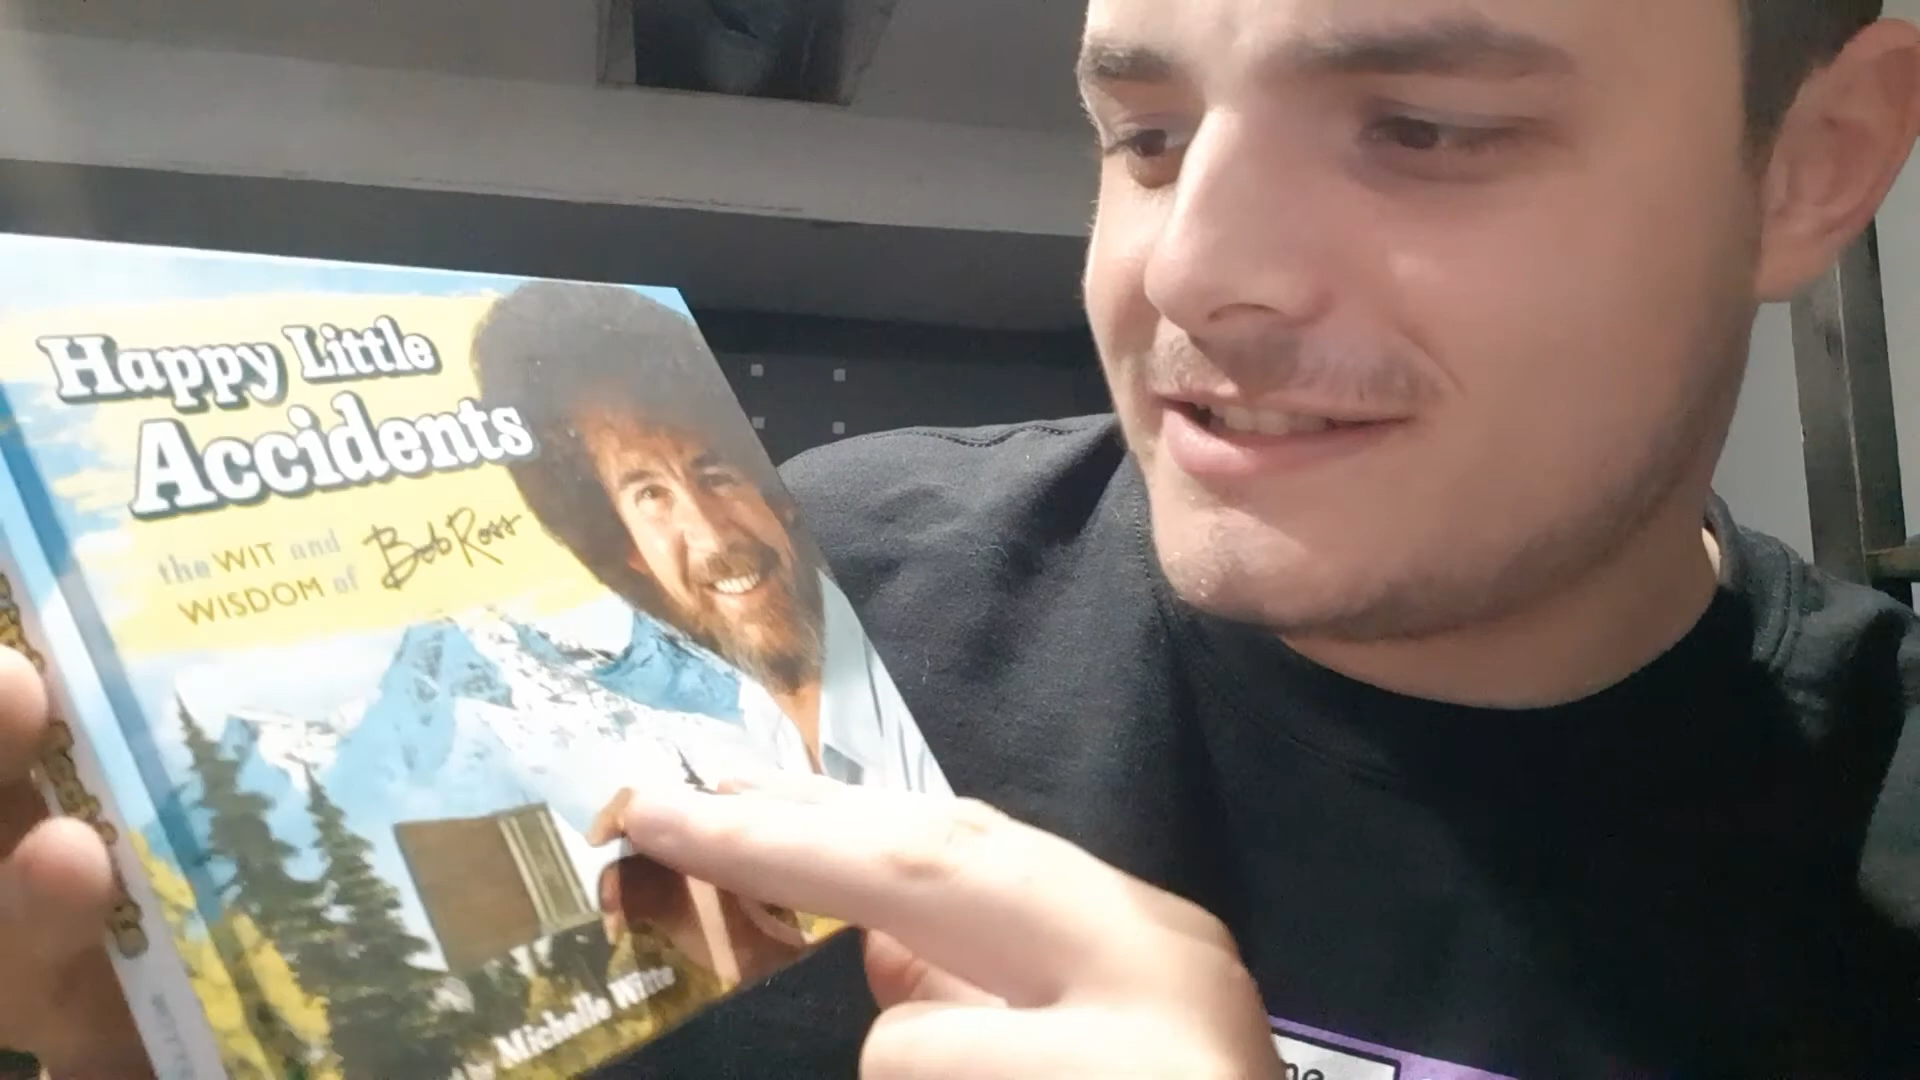 Happy Little
Accidents
the WIT and
WISDOM of
Bob Ross
Michelle Witte